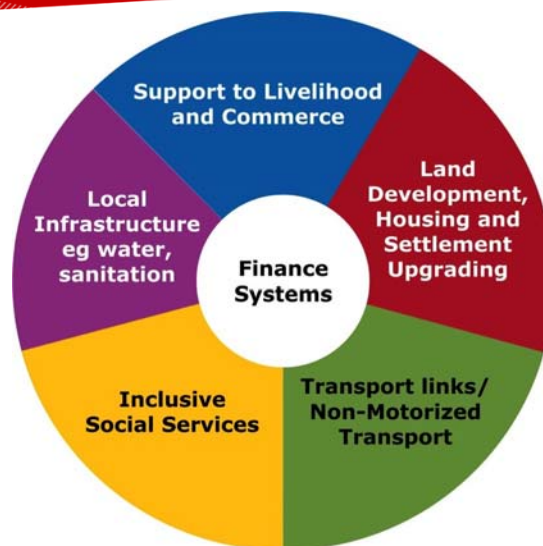 Support to Livelihood
and Commerce
Land
Development,
Housing and
Settlement
Upgrading
Local
Infrastructure
eg water,
sanitation
Finance
Systems
Inclusive
Social Services
Transport links/
Non-Motorized
Transport